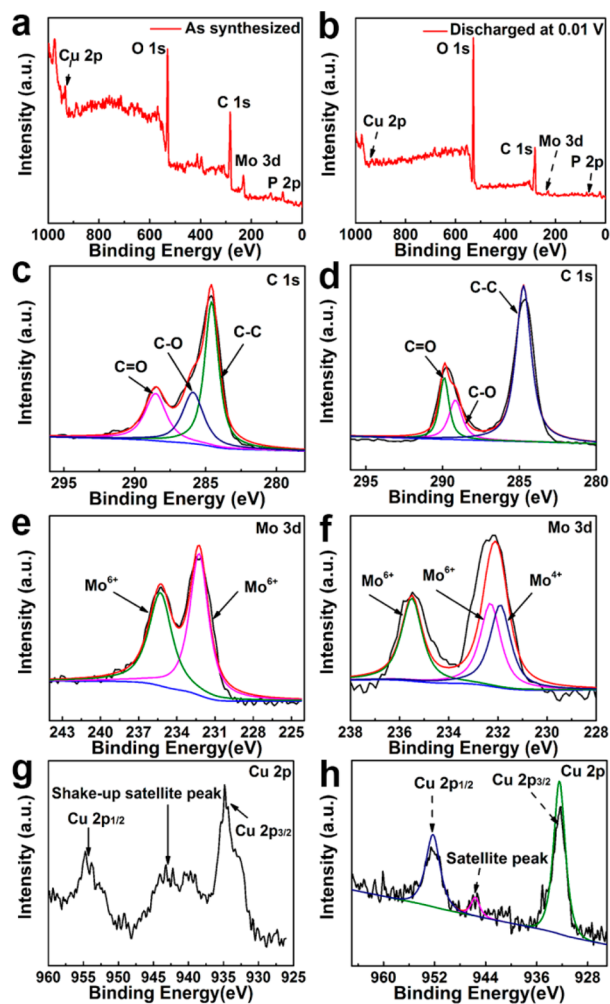 a
As synthesized
O 1s
Cu 2p
C 1s
Mo 3d
P 2p
Intensity (a.u.)
1000 800 600 400 200 0
Binding Energy (eV)
b
Discharged at 0.01 V
O 1s
Cu 2p
C 1s
Mo 3d
P 2p
Intensity (a.u.)
1000 800 600 400 200 0
Binding Energy (eV)
c
C 1s
C-O
C=O
C-C
Intensity (a.u.)
295 290 285 280
Binding Energy (eV)
d
C 1s
C-C
C=O
C-O
Intensity (a.u.)
295 290 285 280
Binding Energy (eV)
e
Mo 3d
Mo6+
Mo6+
Intensity (a.u.)
243 240 237 234 231 228 225
Binding Energy(eV)
f
Mo 3d
Mo6+
Mo6+
Mo4+
Intensity (a.u.)
238 236 234 232 230 228
Binding Energy(eV)
g
Cu 2p
Shake-up satellite peak
Cu 2p1/2
Cu 2p3/2
Intensity (a.u.)
960 955 950 945 940 935 930 925
Binding Energy(eV)
h
Cu 2p
Cu 2p1/2
Cu 2p3/2
Satellite peak
Intensity (a.u.)
960 952 944 936 928
Binding Energy(eV)